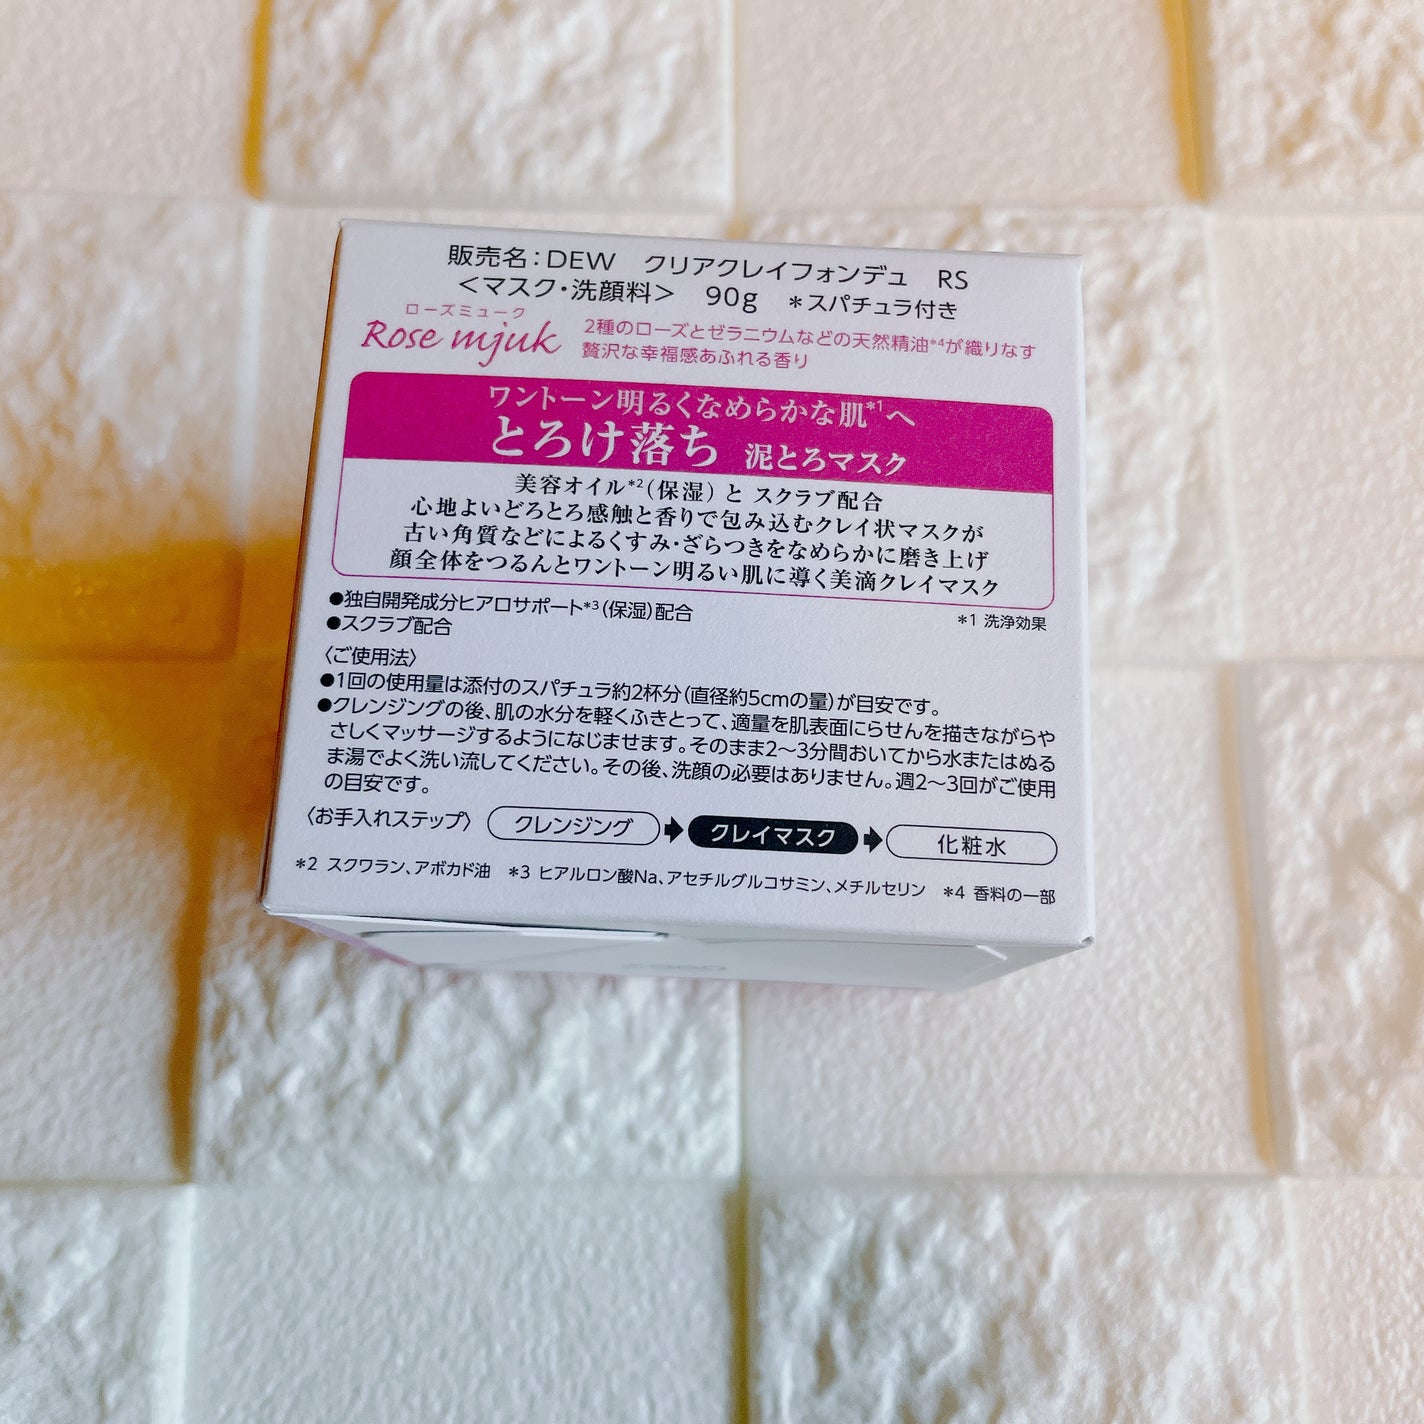 販売名：DEW　クリアクレイフォンデュ　RS
＜マスク・洗顔料＞　90g　＊スパチュラ付き
ローズミューク
Rose mjuk
2種のローズとゼラニウムなどの天然精油*4が織りなす
贅沢な幸福感あふれる香り
ワントーン明るくなめらかな肌*1へ
とろけ落ち 泥とろマスク
美容オイル*2（保湿）と スクラブ配合
心地よいどろとろ感触と香りで包み込むクレイ状マスクが
古い角質などによるくすみ・ざらつきをなめらかに磨き上げ
顔全体をつるんとワントーン明るい肌に導く美滴クレイマスク
●独自開発成分ヒアロサポート*3（保湿）配合
*1 洗浄効果
●スクラブ配合
〈ご使用法〉
●1回の使用量は添付のスパチュラ約2杯分（直径約5cmの量）が目安です。
●クレンジングの後、肌の水分を軽くふきとって、適量を肌表面にらせんを描きながらや
さしくマッサージするようになじませます。そのまま2〜3分間おいてから水またはぬる
ま湯でよく洗い流してください。その後、洗顔の必要はありません。週2〜3回がご使用
の目安です。
〈お手入れステップ〉 クレンジング ➡ クレイマスク ➡ 化粧水
*2 スクワラン、アボカド油　*3 ヒアルロン酸Na、アセチルグルコサミン、メチルセリン　*4 香料の一部